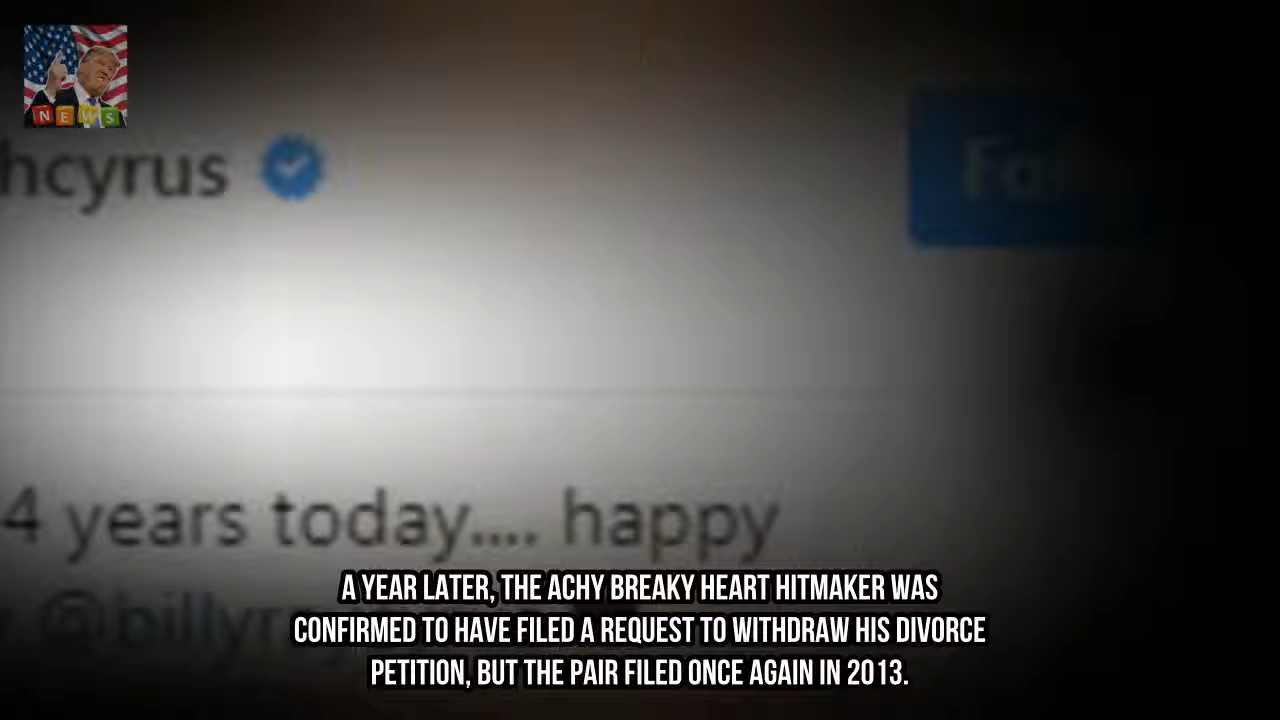 NEWS
hcyrus
4 years today.... happy
A YEAR LATER, THE ACHY BREAKY HEART HITMAKER WAS
CONFIRMED TO HAVE FILED A REQUEST TO WITHDRAW HIS DIVORCE
PETITION, BUT THE PAIR FILED ONCE AGAIN IN 2013.